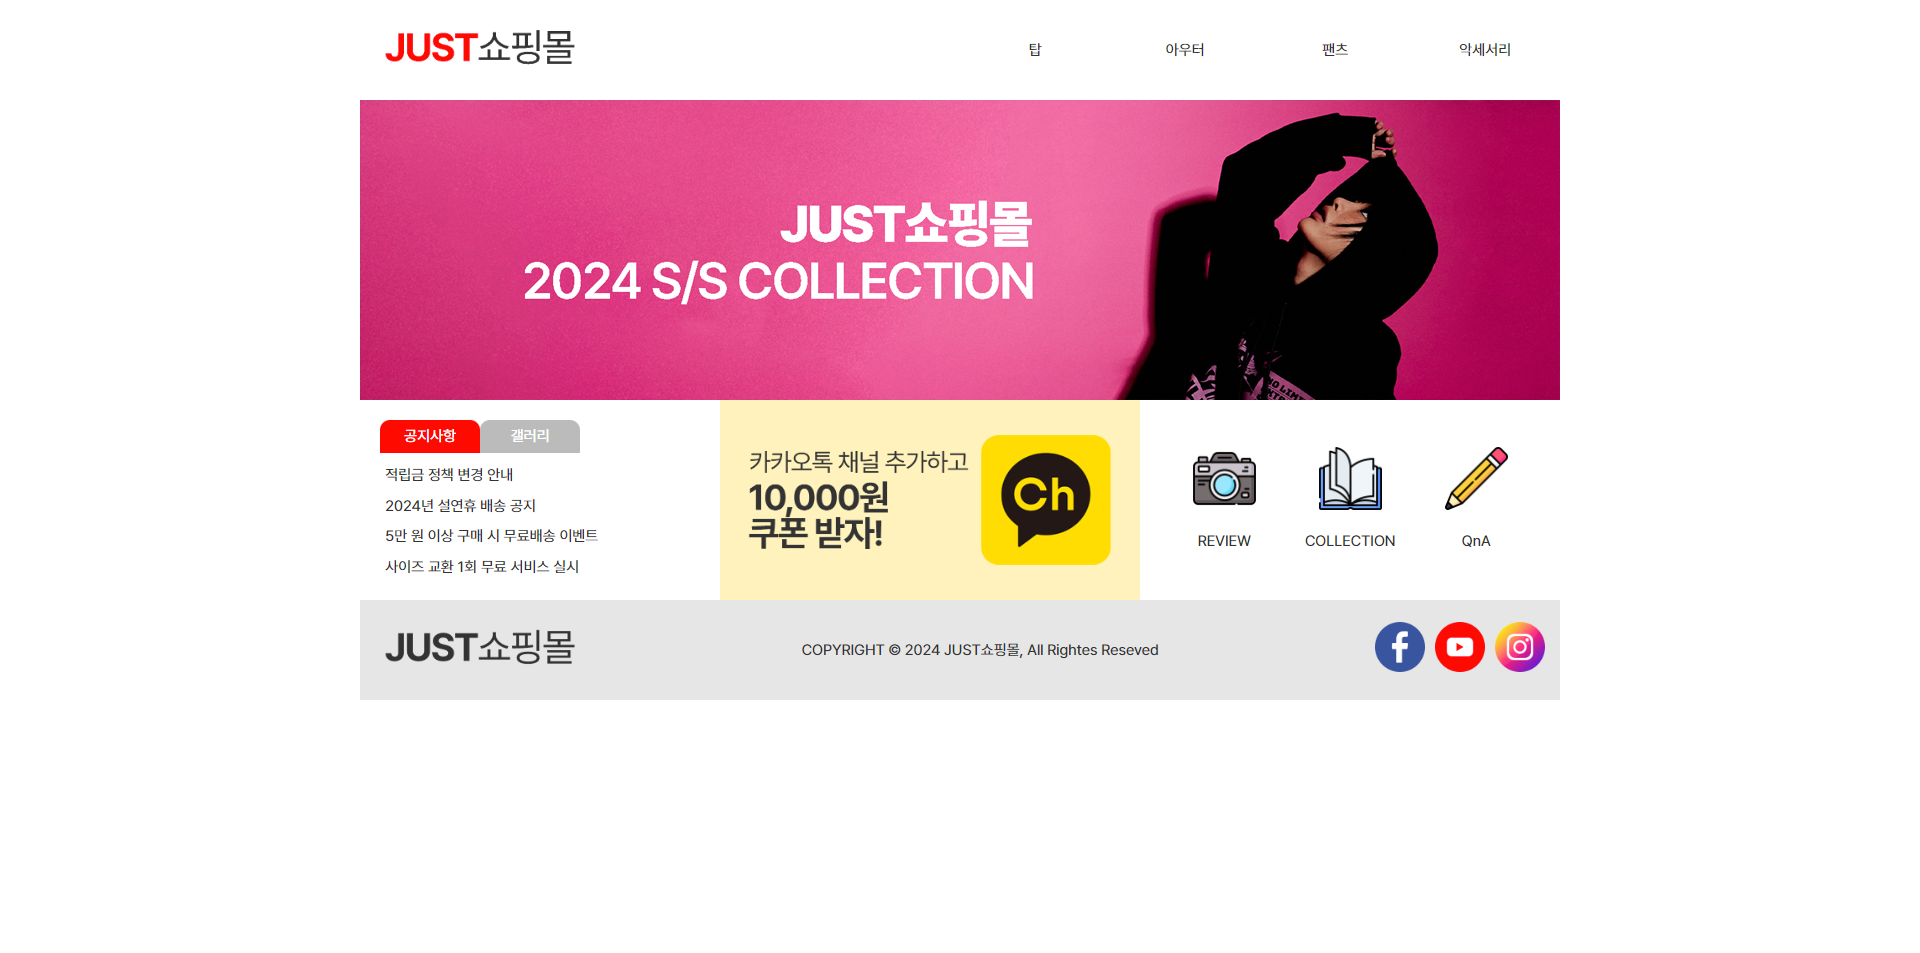 JUST쇼핑몰
탑 아우터 팬츠 악세서리
JUST쇼핑몰
2024 S/S COLLECTION
공지사항 갤러리
적립금 정책 변경 안내
2024년 설연휴 배송 공지
5만 원 이상 구매 시 무료배송 이벤트
사이즈 교환 1회 무료 서비스 실시
카카오톡 채널 추가하고
10,000원
쿠폰 받자!
Ch
REVIEW COLLECTION QnA
JUST쇼핑몰
COPYRIGHT © 2024 JUST쇼핑몰, All Rightes Reseved